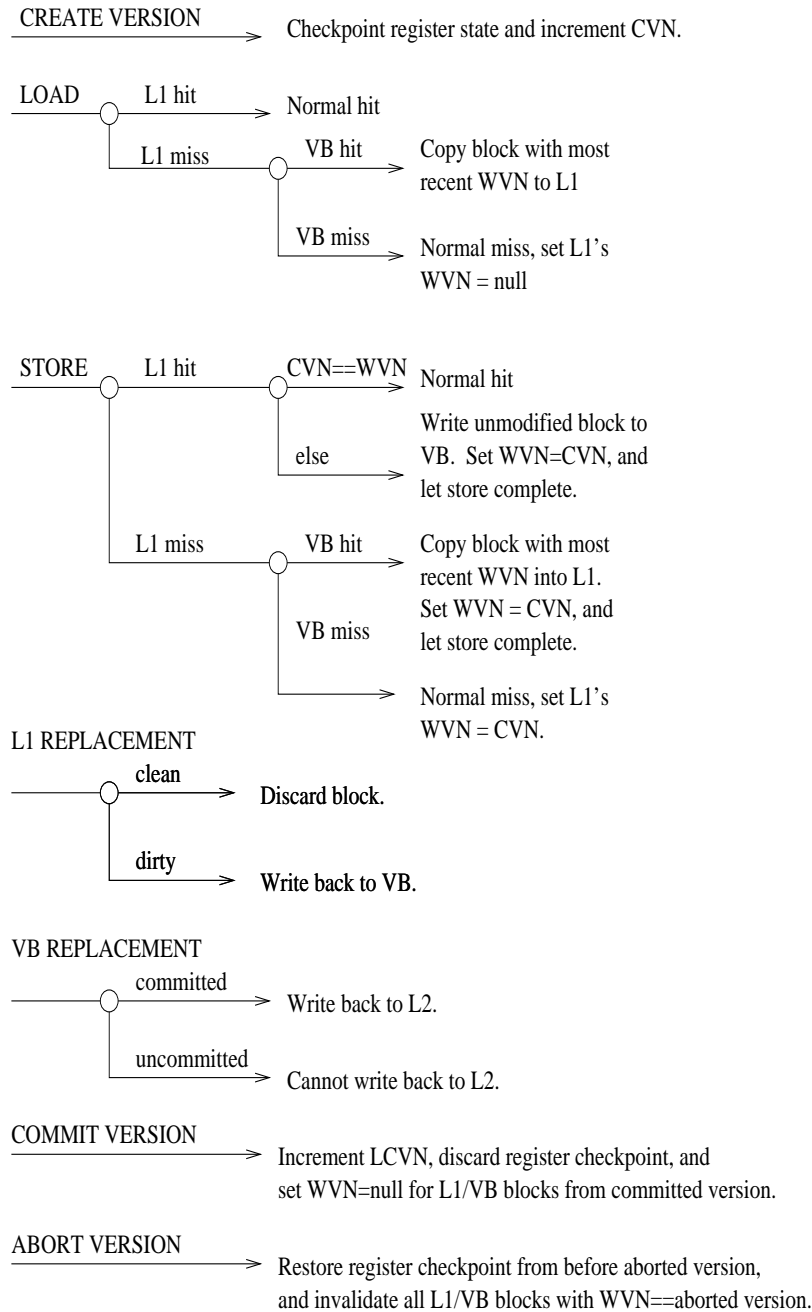 CREATE VERSION
Checkpoint register state and increment CVN.
LOAD
L1 hit
Normal hit
L1 miss
VB hit
Copy block with most
recent WVN to L1
VB miss
Normal miss, set L1's
WVN = null
STORE
L1 hit
CVN==WVN
Normal hit
else
Write unmodified block to
VB. Set WVN=CVN, and
let store complete.
L1 miss
VB hit
Copy block with most
recent WVN into L1.
Set WVN = CVN, and
let store complete.
VB miss
Normal miss, set L1's
WVN = CVN.
L1 REPLACEMENT
clean
Discard block.
dirty
Write back to VB.
VB REPLACEMENT
committed
Write back to L2.
uncommitted
Cannot write back to L2.
COMMIT VERSION
Increment LCVN, discard register checkpoint, and
set WVN=null for L1/VB blocks from committed version.
ABORT VERSION
Restore register checkpoint from before aborted version,
and invalidate all L1/VB blocks with WVN==aborted version.